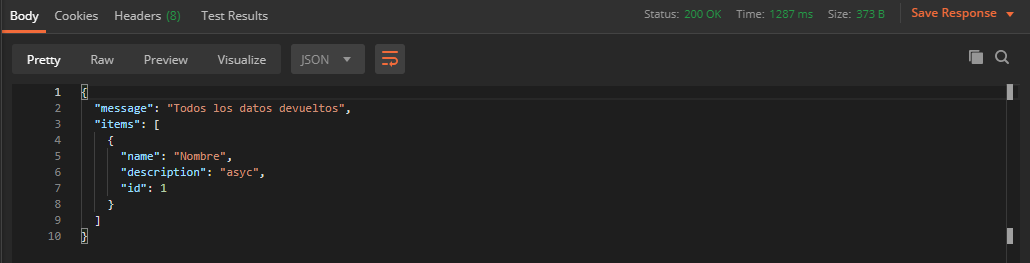 Body Cookies Headers (8) Test Results Status: 200 OK Time: 1287 ms Size: 373 B Save Response
Pretty Raw Preview Visualize JSON
1 {
2 "message": "Todos los datos devueltos",
3 "items": [
4 {
5 "name": "Nombre",
6 "description": "asyc",
7 "id": 1
8 }
9 ]
10 }